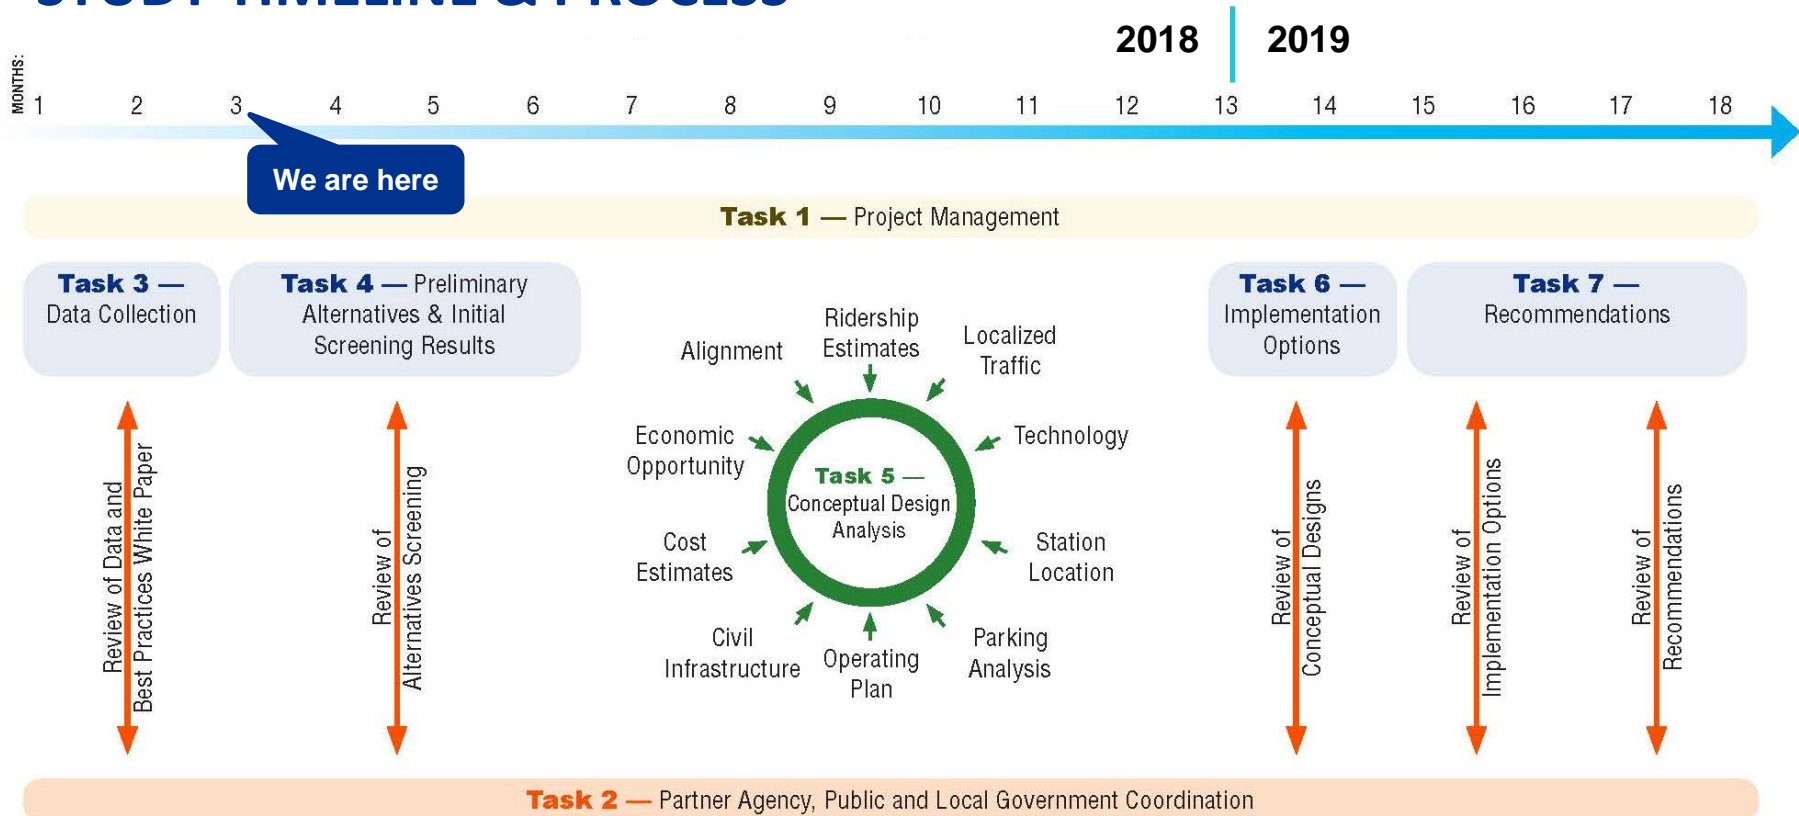 STUDY TIMELINE & PROCESS
2018
2019
MONTHS:
1 2 3 4 5 6 7 8 9 10 11 12 13 14 15 16 17 18
We are here
Task 1 — Project Management
Task 3 —
Data Collection
Task 4 — Preliminary
Alternatives & Initial
Screening Results
Task 6 —
Implementation
Options
Task 7 —
Recommendations
Ridership
Estimates
Localized
Traffic
Alignment
Technology
Economic
Opportunity
Task 5 —
Conceptual Design
Analysis
Cost
Estimates
Station
Location
Civil
Infrastructure
Operating
Plan
Parking
Analysis
Review of Data and
Best Practices White Paper
Review of
Alternatives Screening
Review of
Conceptual Designs
Review of
Implementation Options
Review of
Recommendations
Task 2 — Partner Agency, Public and Local Government Coordination